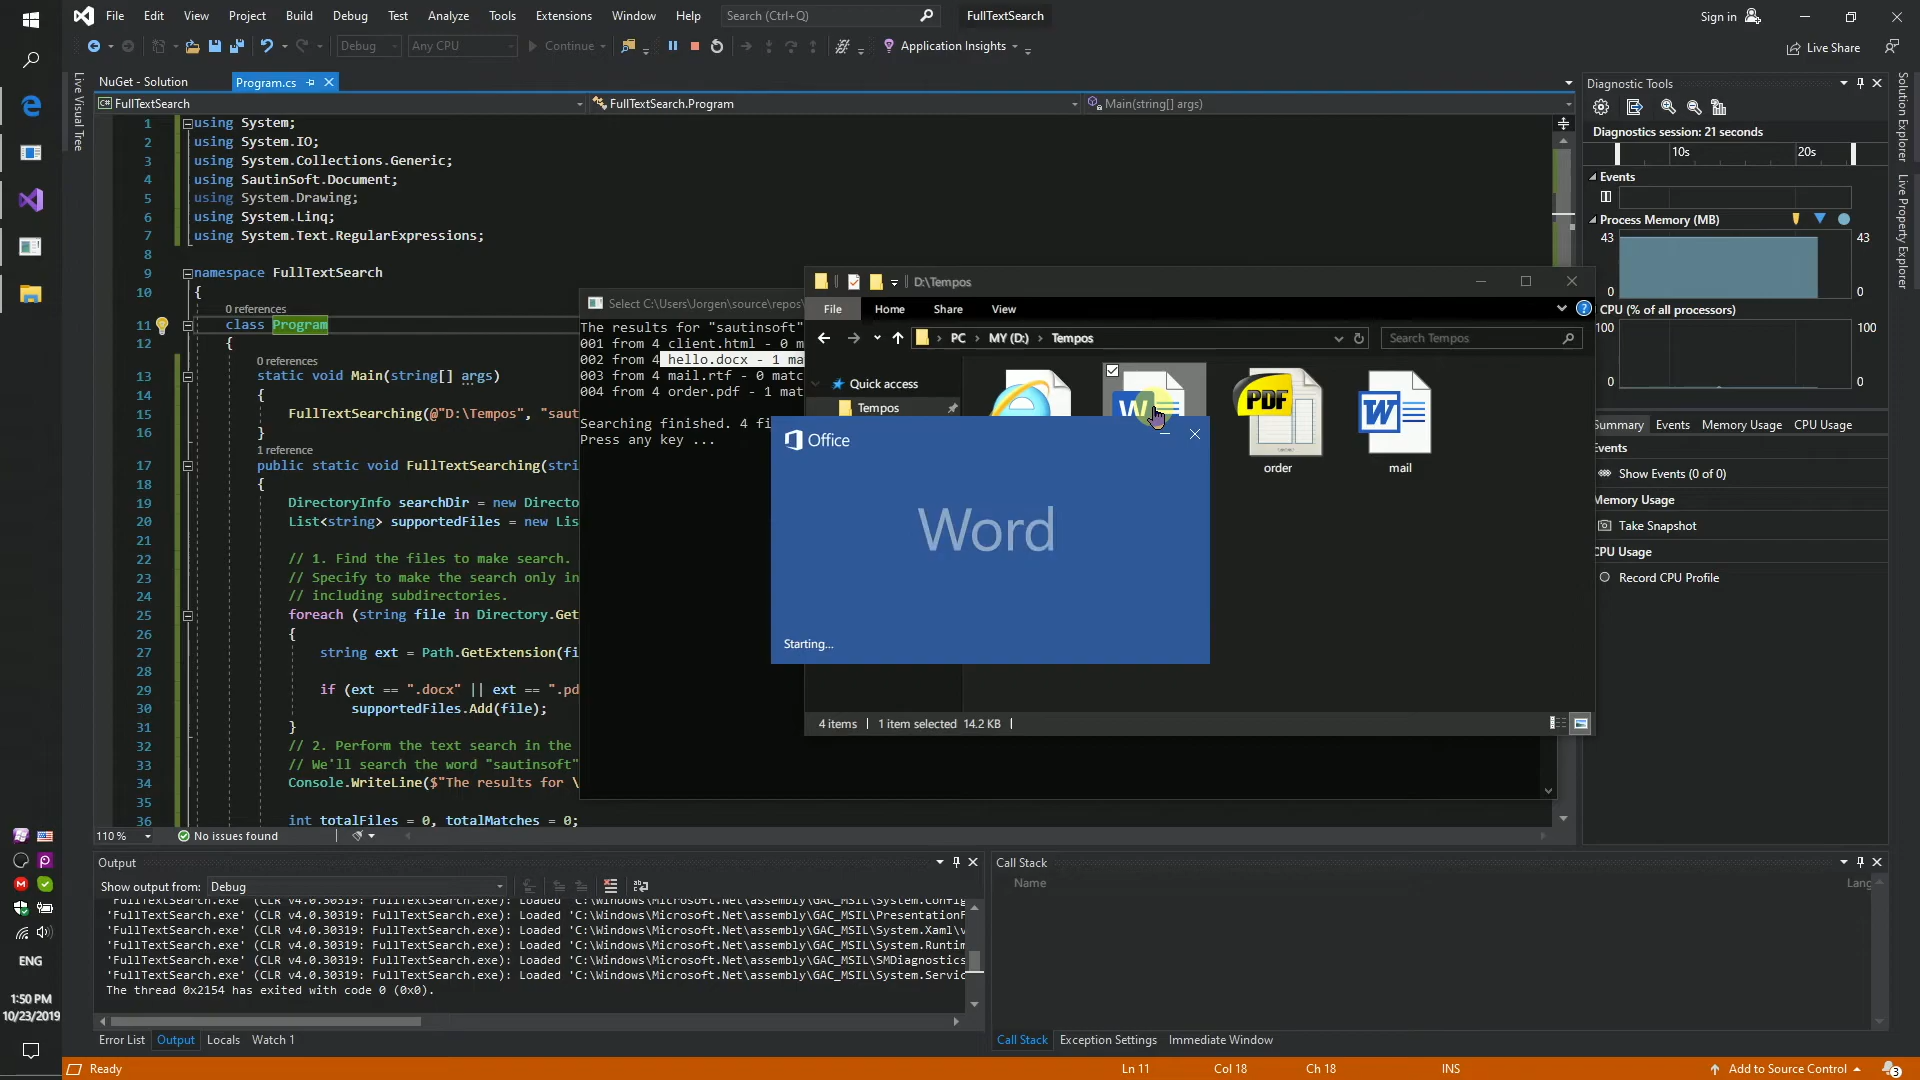 File Edit View Project Build Debug Test Analyze Tools Extensions Window Help Search (Ctrl+Q) FullTextSearch Sign in
Debug Any CPU Continue Application Insights Live Share
Live Visual Tree
NuGet - Solution Program.cs
FullTextSearch FullTextSearch.Program Main(string[] args)
1 using System;
2 using System.IO;
3 using System.Collections.Generic;
4 using SautinSoft.Document;
5 using System.Drawing;
6 using System.Linq;
7 using System.Text.RegularExpressions;
8
9 namespace FullTextSearch
10 {
0 references
11 class Program
12 {
0 references
13 static void Main(string[] args)
14 {
15 FullTextSearching(@"D:\Tempos", "saut
16 }
1 reference
17 public static void FullTextSearching(stri
18 {
19 DirectoryInfo searchDir = new Directo
20 List<string> supportedFiles = new Lis
21
22 // 1. Find the files to make search.
23 // Specify to make the search only in
24 // including subdirectories.
25 foreach (string file in Directory.Get
26 {
27 string ext = Path.GetExtension(fi
28
29 if (ext == ".docx" || ext == ".pd
30 supportedFiles.Add(file);
31 }
32 // 2. Perform the text search in the
33 // We'll search the word "sautinsoft"
34 Console.WriteLine($"The results for \
35
36 int totalFiles = 0, totalMatches = 0;
110 % No issues found
Select C:\Users\Jorgen\source\repos\
The results for "sautinsoft"
001 from 4 client.html - 0 m
002 from 4 hello.docx - 1 ma
003 from 4 mail.rtf - 0 matc
004 from 4 order.pdf - 1 mat
Searching finished. 4 fi
Press any key ...
D:\Tempos
File Home Share View
PC MY (D:) Tempos Search Tempos
Quick access
Tempos
W
PDF
W
order mail
4 items 1 item selected 14.2 KB
Office
Word
Starting...
Diagnostic Tools
Diagnostics session: 21 seconds
10s 20s
Events
Process Memory (MB)
43 43
0 0
CPU (% of all processors)
100 100
0 0
Summary Events Memory Usage CPU Usage
Events
Show Events (0 of 0)
Memory Usage
Take Snapshot
CPU Usage
Record CPU Profile
Solution Explorer
Live Property Explorer
Output
Show output from: Debug
'FullTextSearch.exe' (CLR v4.0.30319: FullTextSearch.exe): Loaded 'C:\Windows\Microsoft.Net\assembly\GAC_MSIL\System.Config
'FullTextSearch.exe' (CLR v4.0.30319: FullTextSearch.exe): Loaded 'C:\Windows\Microsoft.Net\assembly\GAC_MSIL\PresentationF
'FullTextSearch.exe' (CLR v4.0.30319: FullTextSearch.exe): Loaded 'C:\Windows\Microsoft.Net\assembly\GAC_MSIL\System.Xaml\v
'FullTextSearch.exe' (CLR v4.0.30319: FullTextSearch.exe): Loaded 'C:\Windows\Microsoft.Net\assembly\GAC_MSIL\System.Runtim
'FullTextSearch.exe' (CLR v4.0.30319: FullTextSearch.exe): Loaded 'C:\Windows\Microsoft.Net\assembly\GAC_MSIL\SMDiagnostics
'FullTextSearch.exe' (CLR v4.0.30319: FullTextSearch.exe): Loaded 'C:\Windows\Microsoft.Net\assembly\GAC_MSIL\System.Servic
The thread 0x2154 has exited with code 0 (0x0).
Error List Output Locals Watch 1
Call Stack
Name Lang
Call Stack Exception Settings Immediate Window
ENG
1:50 PM
10/23/2019
Ready Ln 11 Col 18 Ch 18 INS Add to Source Control 3